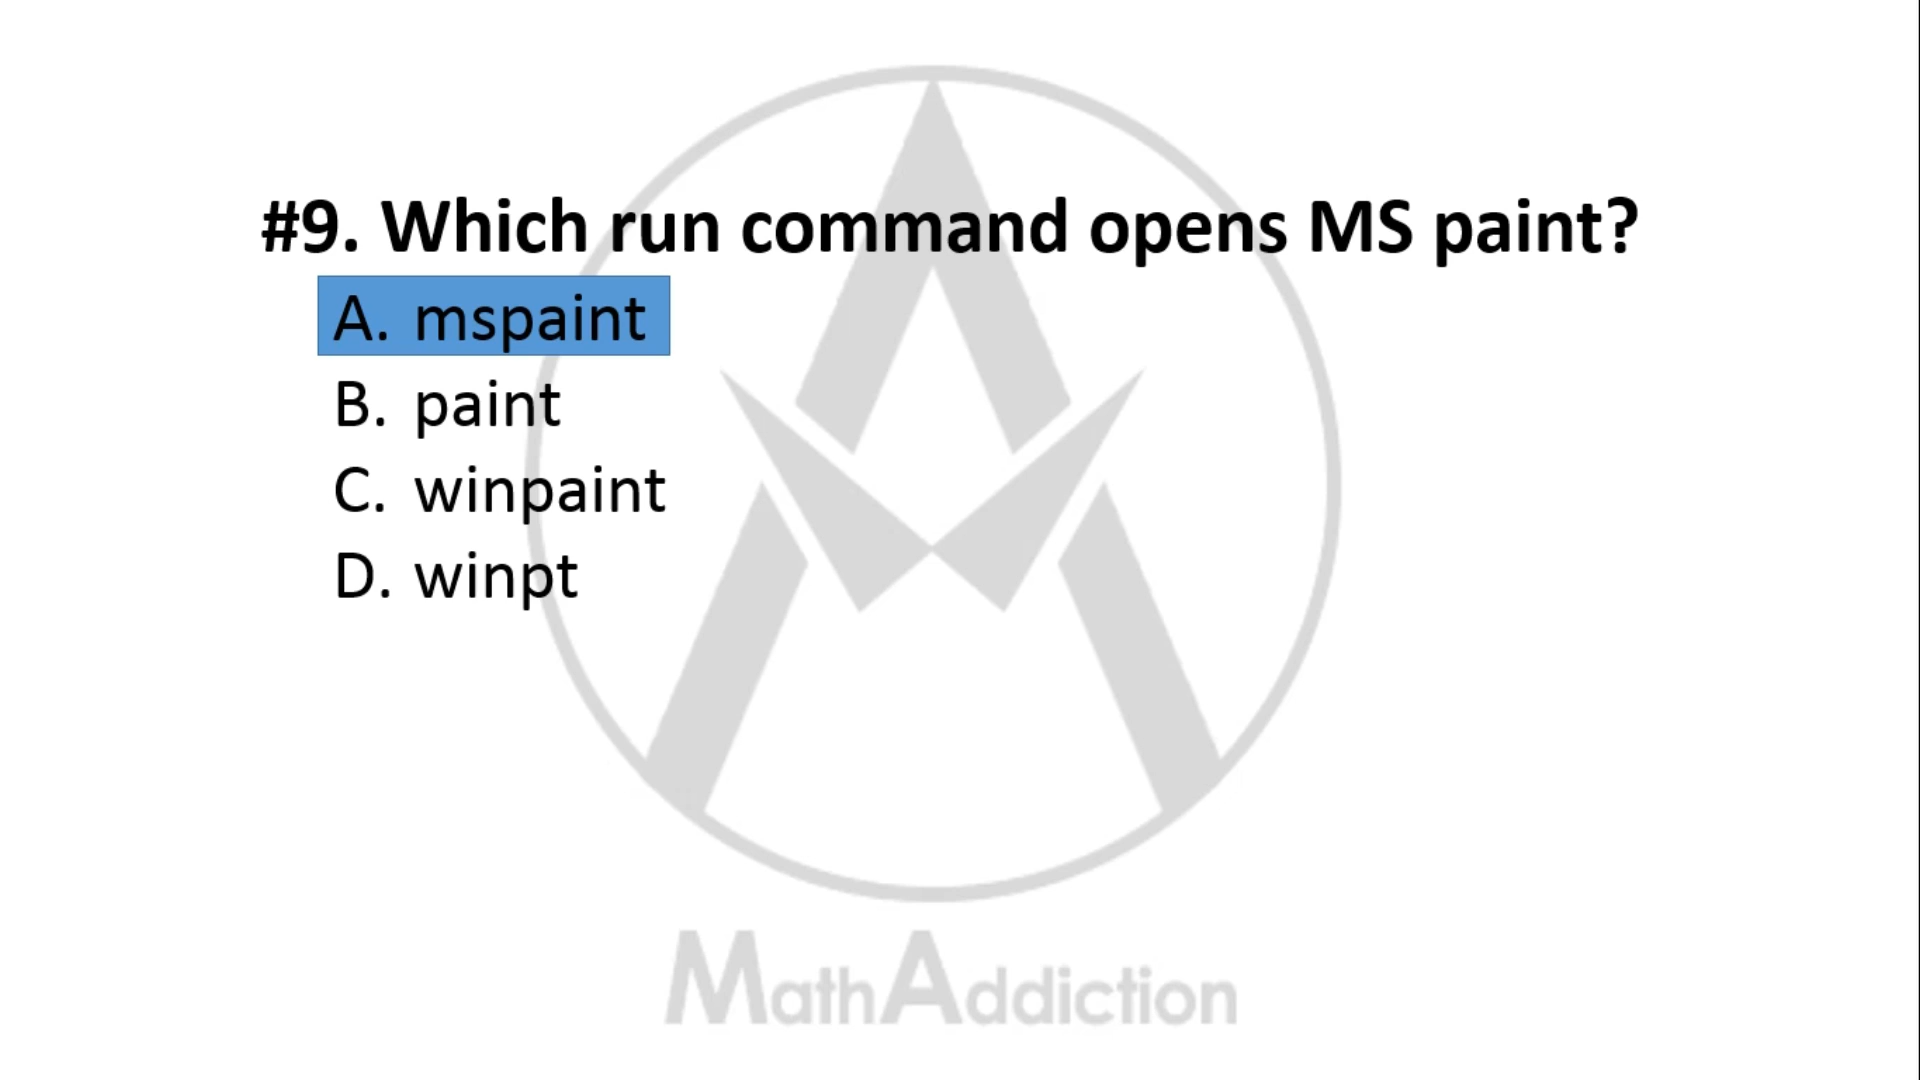 #9. Which run command opens MS paint?
A. mspaint
B. paint
C. winpaint
D. winpt
MathAddiction